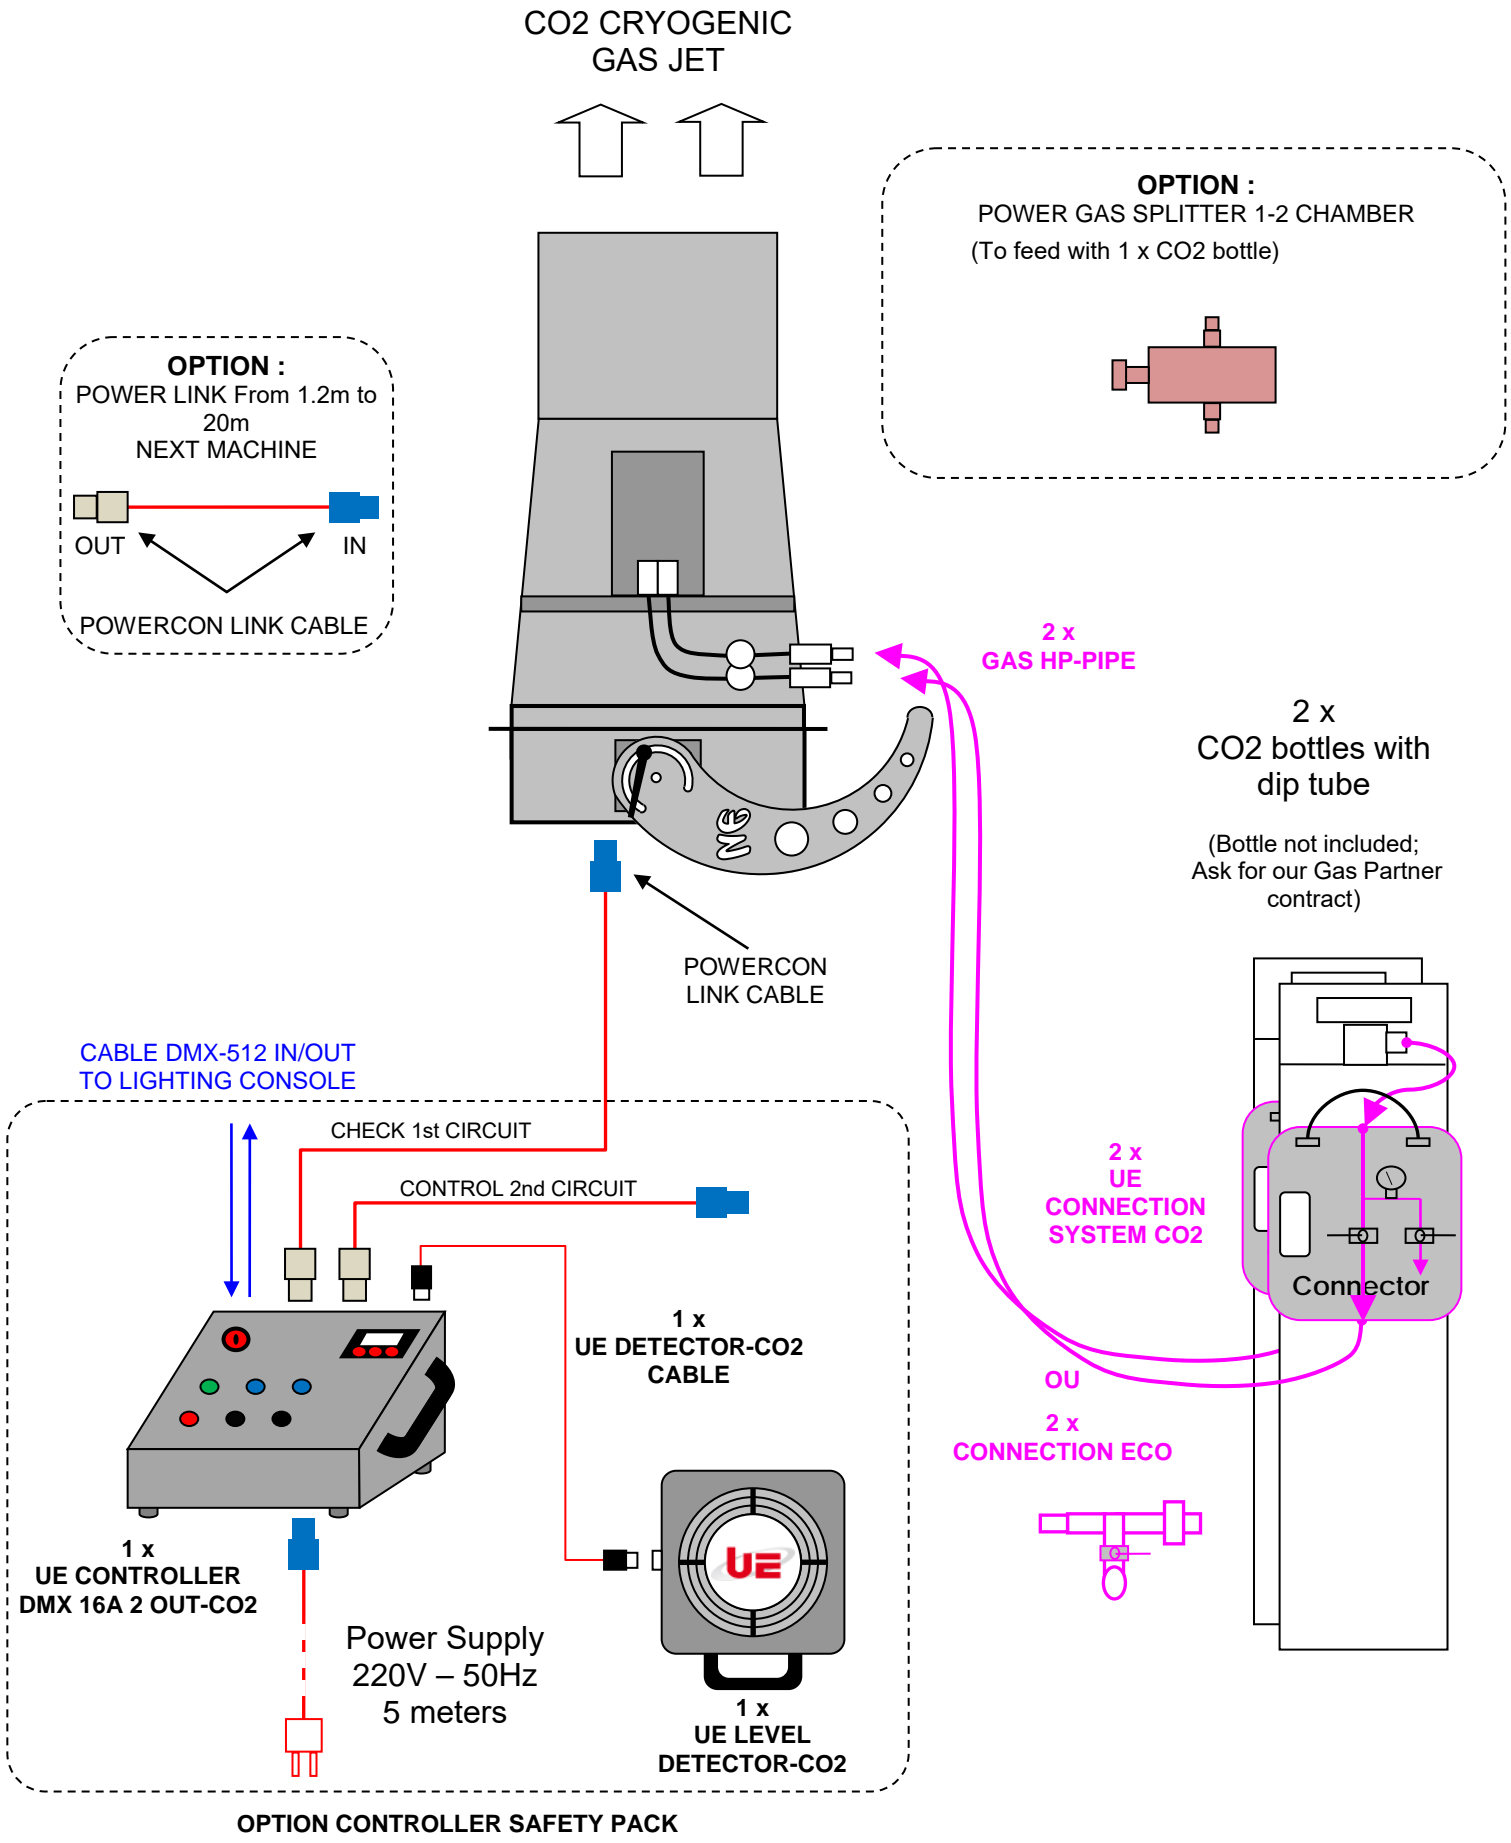 CO2 CRYOGENIC
GAS JET
OPTION :
POWER GAS SPLITTER 1-2 CHAMBER
(To feed with 1 x CO2 bottle)
OPTION :
POWER LINK From 1.2m to
20m
NEXT MACHINE
OUT
IN
POWERCON LINK CABLE
2 x
GAS HP-PIPE
2 x
CO2 bottles with
dip tube
(Bottle not included;
Ask for our Gas Partner
contract)
POWERCON
LINK CABLE
CABLE DMX-512 IN/OUT
TO LIGHTING CONSOLE
CHECK 1st CIRCUIT
CONTROL 2nd CIRCUIT
2 x
UE
CONNECTION
SYSTEM CO2
Connector
1 x
UE DETECTOR-CO2
CABLE
OU
2 x
CONNECTION ECO
UE
1 x
UE CONTROLLER
DMX 16A 2 OUT-CO2
Power Supply
220V – 50Hz
5 meters
1 x
UE LEVEL
DETECTOR-CO2
OPTION CONTROLLER SAFETY PACK